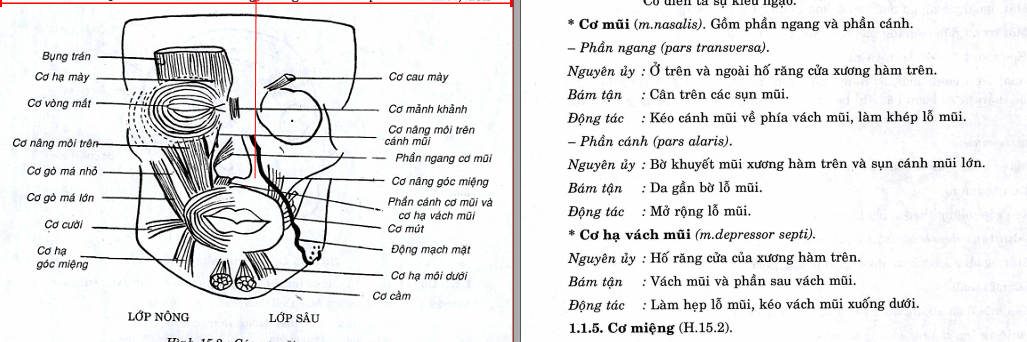 Bụng trán
Cơ hạ mày
Cơ vòng mắt
Cơ nâng môi trên
Cơ gò má nhỏ
Cơ gò má lớn
Cơ cười
Cơ hạ
góc miệng
Cơ cau mày
Cơ mảnh khảnh
Cơ nâng môi trên
cánh mũi
Phần ngang cơ mũi
Cơ nâng góc miệng
Phần cánh cơ mũi và
cơ hạ vách mũi
Cơ mút
Động mạch mặt
Cơ hạ môi dưới
Cơ cằm
LỚP NÔNG LỚP SÂU
Cơ diễn tả sự kiêu ngạo.
* Cơ mũi (m.nasalis). Gồm phần ngang và phần cánh.
– Phần ngang (pars transversa).
Nguyên ủy : Ở trên và ngoài hố răng cửa xương hàm trên.
Bám tận : Cân trên các sụn mũi.
Động tác : Kéo cánh mũi về phía vách mũi, làm khép lỗ mũi.
– Phần cánh (pars alaris).
Nguyên ủy : Bờ khuyết mũi xương hàm trên và sụn cánh mũi lớn.
Bám tận : Da gần bờ lỗ mũi.
Động tác : Mở rộng lỗ mũi.
* Cơ hạ vách mũi (m.depressor septi).
Nguyên ủy : Hố răng cửa của xương hàm trên.
Bám tận : Vách mũi và phần sau vách mũi.
Động tác : Làm hẹp lỗ mũi, kéo vách mũi xuống dưới.
1.1.5. Cơ miệng (H.15.2).